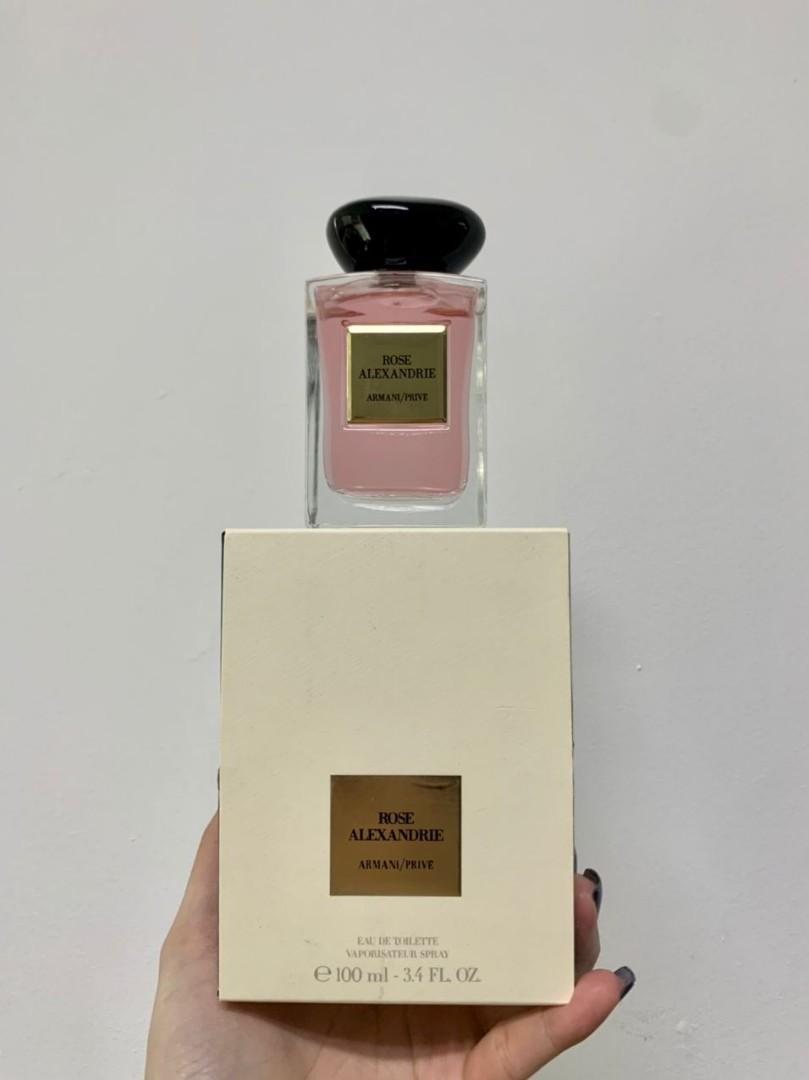 ROSE
ALEXANDRIE
ARMANI/PRIVE
ROSE
ALEXANDRIE
ARMANI/PRIVE
EAU DE TOILETTE
VAPORISATEUR SPRAY
℮ 100 ml - 3.4 FL. OZ.